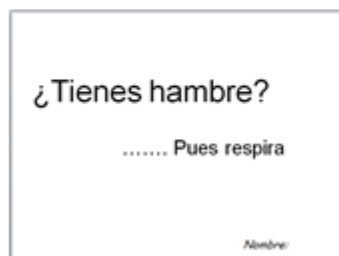 ¿Tienes hambre?
....... Pues respira
Nombre: